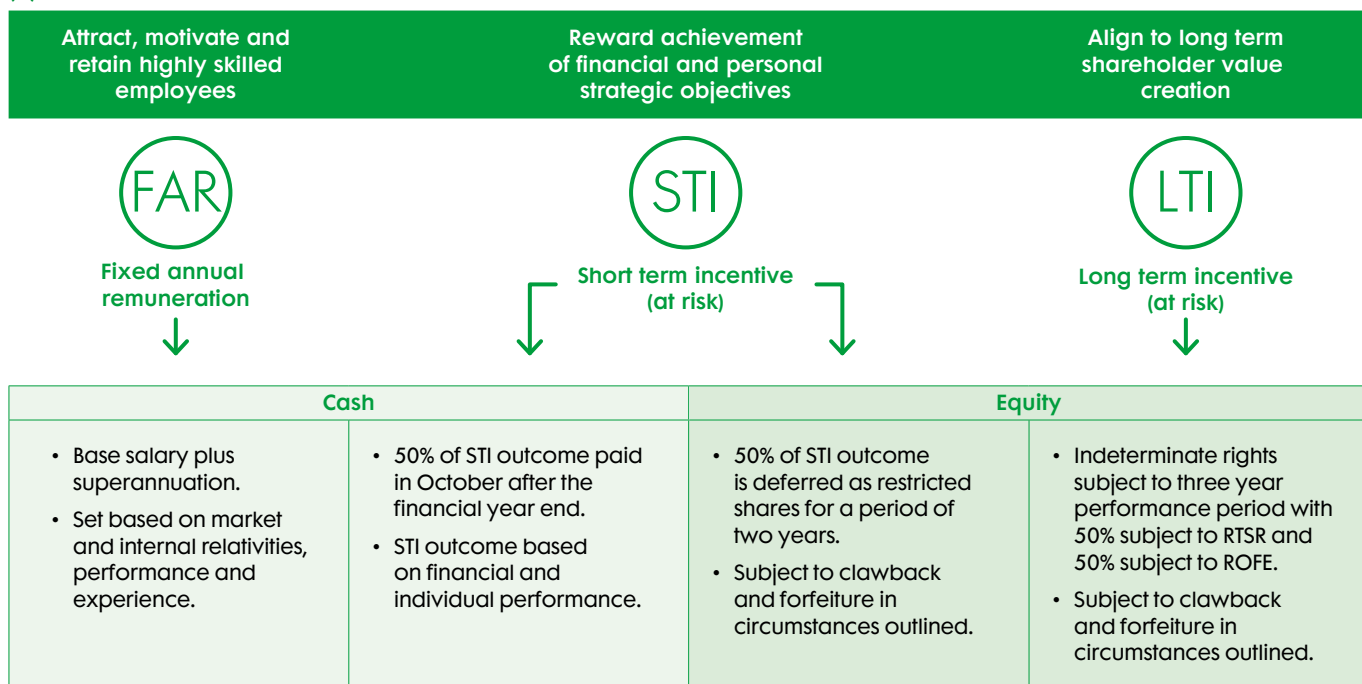 Attract, motivate and
retain highly skilled
employees
Reward achievement
of financial and personal
strategic objectives
Align to long term
shareholder value
creation
FAR
STI
LTI
Fixed annual
remuneration
Short term incentive
(at risk)
Long term incentive
(at risk)
Cash
Equity
• Base salary plus
superannuation.
• Set based on market
and internal relativities,
performance and
experience.
• 50% of STI outcome paid
in October after the
financial year end.
• STI outcome based
on financial and
individual performance.
• 50% of STI outcome
is deferred as restricted
shares for a period of
two years.
• Subject to clawback
and forfeiture in
circumstances outlined.
• Indeterminate rights
subject to three year
performance period with
50% subject to RTSR and
50% subject to ROFE.
• Subject to clawback
and forfeiture in
circumstances outlined.